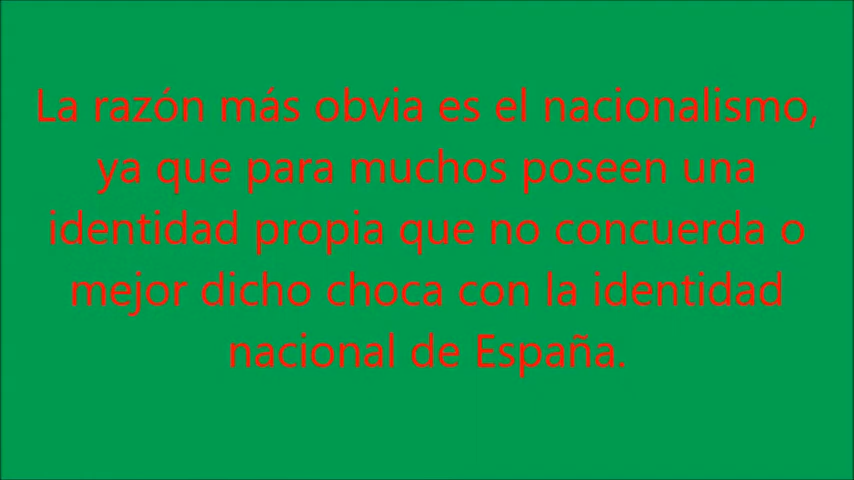 La razón más obvia es el nacionalismo,
ya que para muchos poseen una
identidad propia que no concuerda o
mejor dicho choca con la identidad
nacional de España.